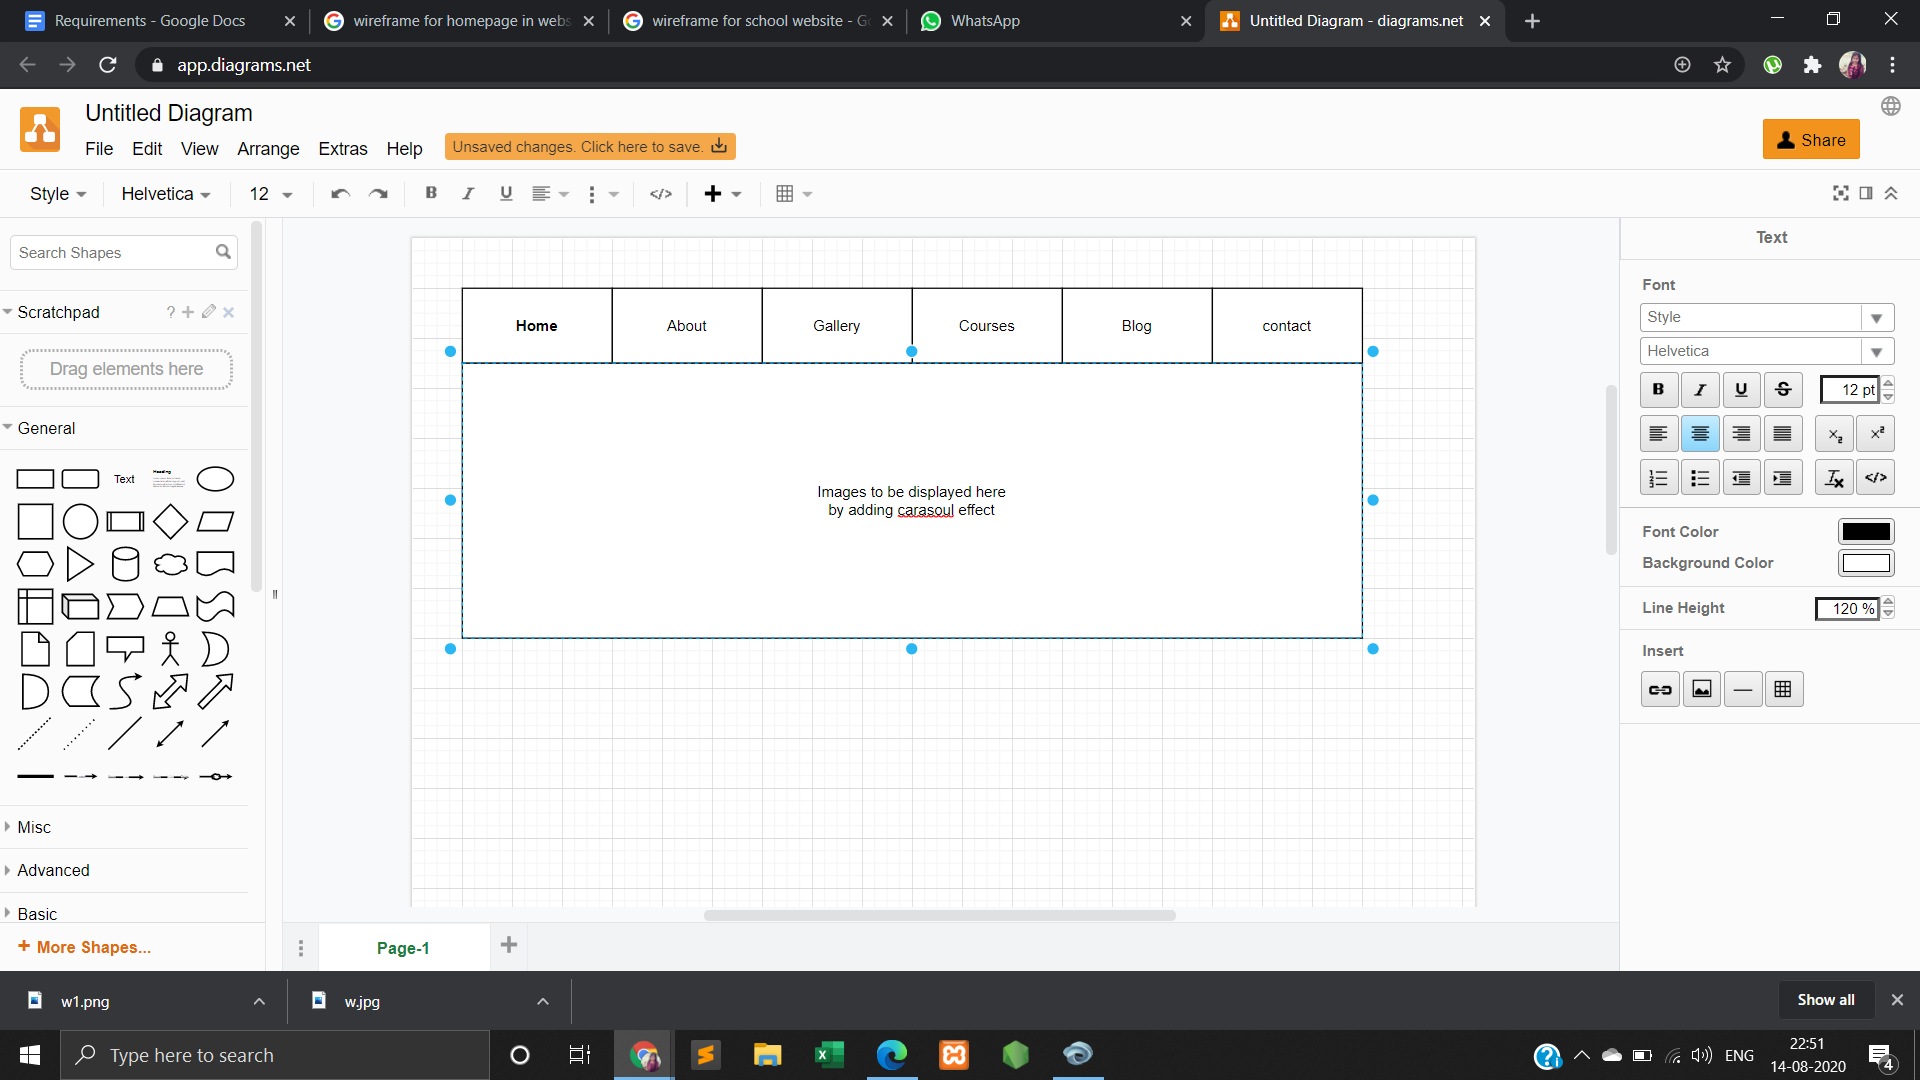 Requirements - Google Docs
wireframe for homepage in webs
wireframe for school website - Go
WhatsApp
Untitled Diagram - diagrams.net
app.diagrams.net
Untitled Diagram
File Edit View Arrange Extras Help
Unsaved changes. Click here to save.
Share
Style Helvetica 12 B I U </>
Search Shapes
Scratchpad ?
Drag elements here
General
Text
Heading
Misc
Advanced
Basic
+ More Shapes...
Home About Gallery Courses Blog contact
Images to be displayed here
by adding carasoul effect
Page-1
Text
Font
Style
Helvetica
B I U S 12 pt
Font Color
Background Color
Line Height 120 %
Insert
w1.png
w.jpg
Show all
Type here to search
ENG
22:51
14-08-2020
4